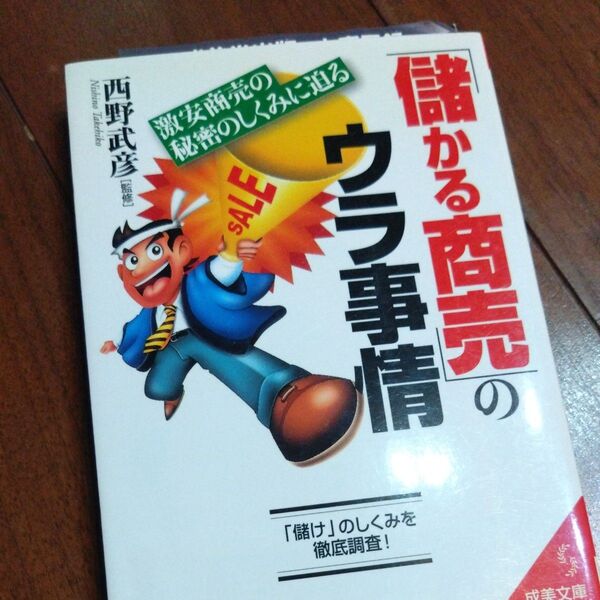 激安商売の
秘密のしくみに迫る
「儲かる商売」の
ウラ事情
西野武彦[監修]
Nishino Takehiko
SALE
「儲け」のしくみを
徹底調査!
成美文庫